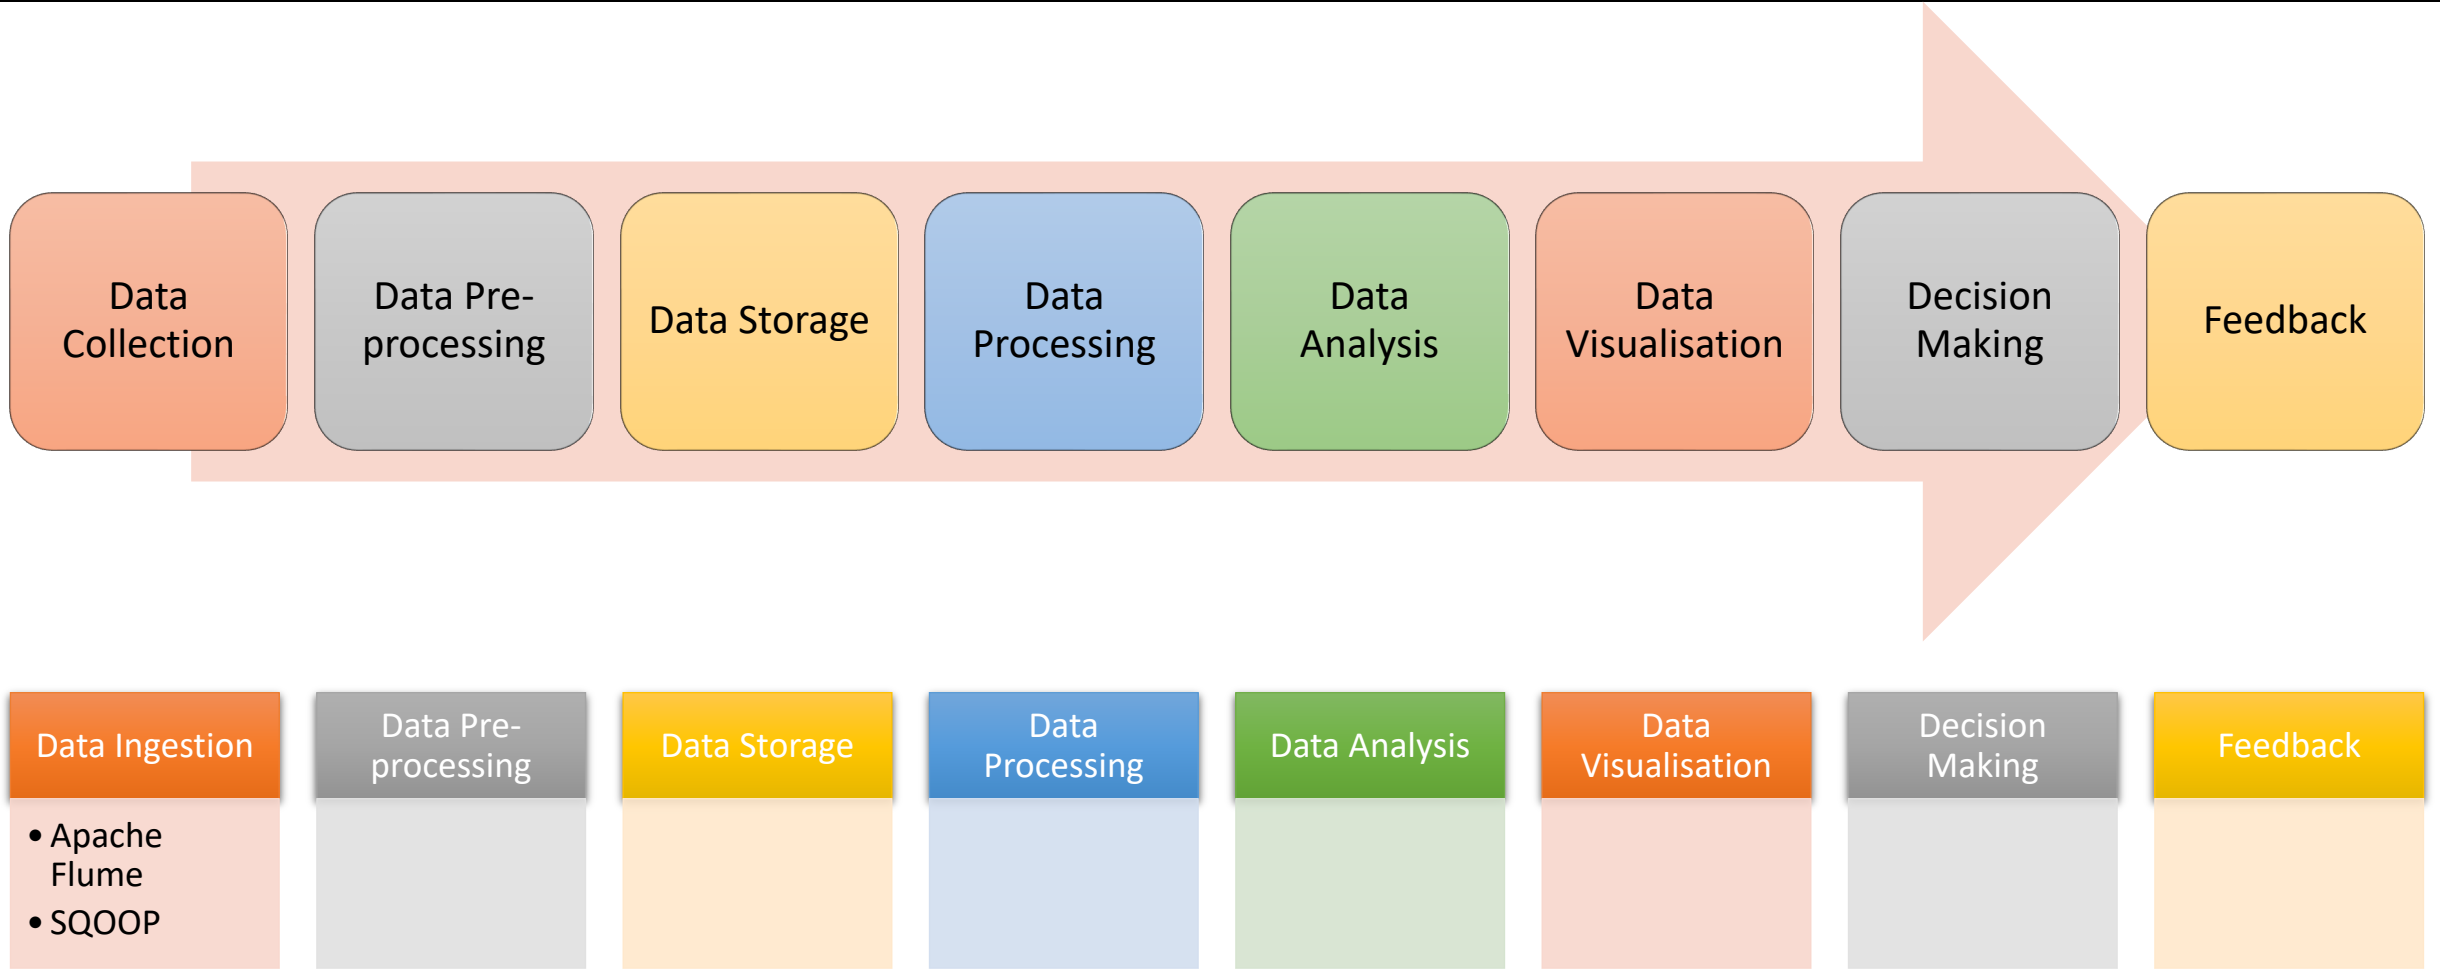 Data
Collection
Data Pre-
processing
Data Storage
Data
Processing
Data
Analysis
Data
Visualisation
Decision
Making
Feedback
Data Ingestion
• Apache
Flume
• SQOOP
Data Pre-
processing
Data Storage
Data
Processing
Data Analysis
Data
Visualisation
Decision
Making
Feedback